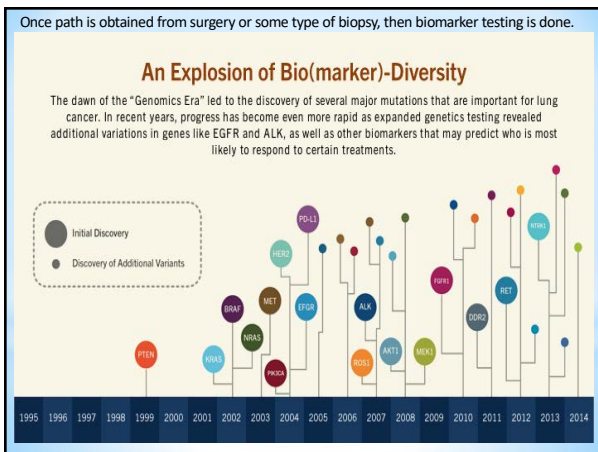 Once path is obtained from surgery or some type of biopsy, then biomarker testing is done.
An Explosion of Bio(marker)-Diversity
The dawn of the “Genomics Era” led to the discovery of several major mutations that are important for lung
cancer. In recent years, progress has become even more rapid as expanded genetics testing revealed
additional variations in genes like EGFR and ALK, as well as other biomarkers that may predict who is most
likely to respond to certain treatments.
Initial Discovery
Discovery of Additional Variants
PD-L1
NTRK1
HER2
FGFR1
RET
BRAF
MET
EFGR
ALK
DDR2
NRAS
PTEN
KRAS
AKT1
MEK1
ROS1
PIK3CA
1995 1996 1997 1998 1999 2000 2001 2002 2003 2004 2005 2006 2007 2008 2009 2010 2011 2012 2013 2014